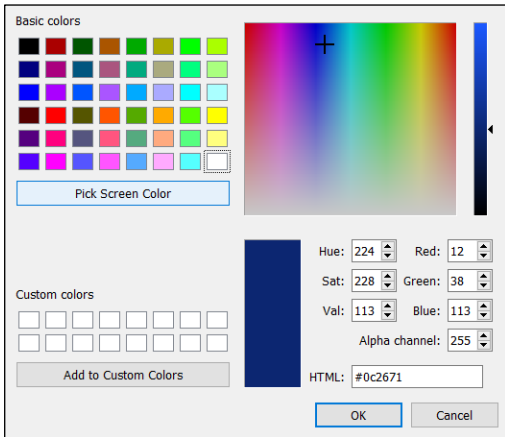 Basic colors
Pick Screen Color
Custom colors
Add to Custom Colors
Hue: 224 Red: 12
Sat: 228 Green: 38
Val: 113 Blue: 113
Alpha channel: 255
HTML: #0c2671
OK Cancel